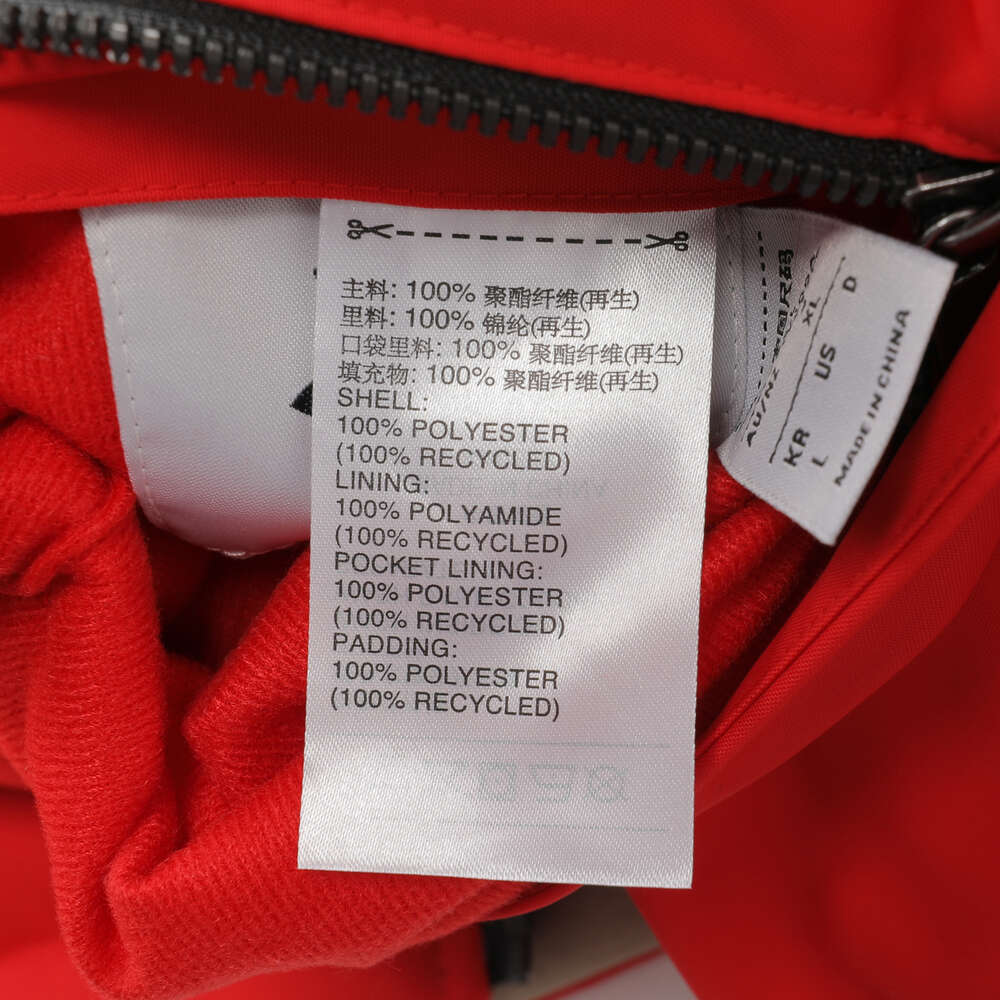 主料: 100% 聚酯纤维(再生)
里料: 100% 锦纶(再生)
口袋里料: 100% 聚酯纤维(再生)
填充物: 100% 聚酯纤维(再生)
SHELL:
100% POLYESTER
(100% RECYCLED)
LINING:
100% POLYAMIDE
(100% RECYCLED)
POCKET LINING:
100% POLYESTER
(100% RECYCLED)
PADDING:
100% POLYESTER
(100% RECYCLED)
AU/NZ
XL
KR US D
L
MADE IN CHINA